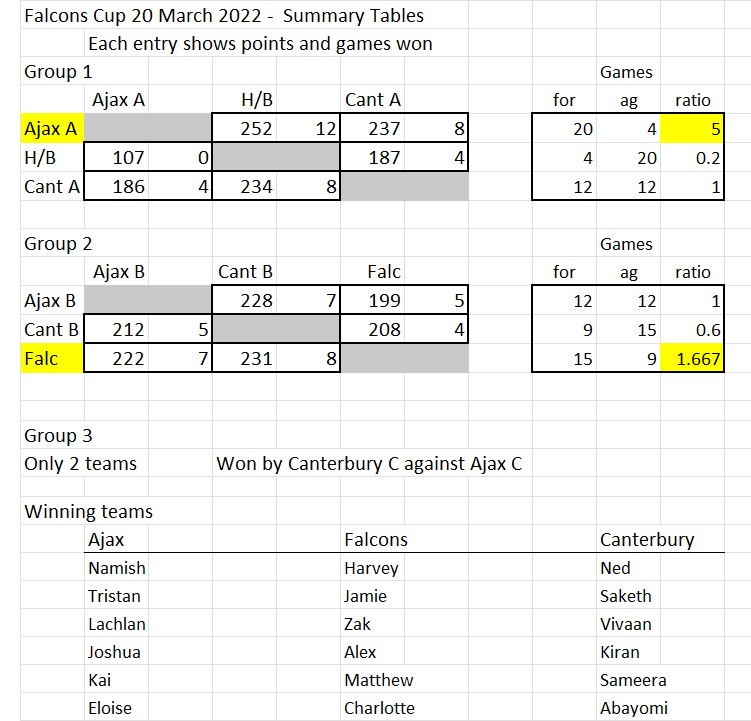 Falcons Cup 20 March 2022 - Summary Tables
Each entry shows points and games won
Group 1 Games
Ajax A H/B Cant A for ag ratio
Ajax A 252 12 237 8 20 4 5
H/B 107 0 187 4 4 20 0.2
Cant A 186 4 234 8 12 12 1
Group 2 Games
Ajax B Cant B Falc for ag ratio
Ajax B 228 7 199 5 12 12 1
Cant B 212 5 208 4 9 15 0.6
Falc 222 7 231 8 15 9 1.667
Group 3
Only 2 teams Won by Canterbury C against Ajax C
Winning teams
Ajax Falcons Canterbury
Namish Harvey Ned
Tristan Jamie Saketh
Lachlan Zak Vivaan
Joshua Alex Kiran
Kai Matthew Sameera
Eloise Charlotte Abayomi